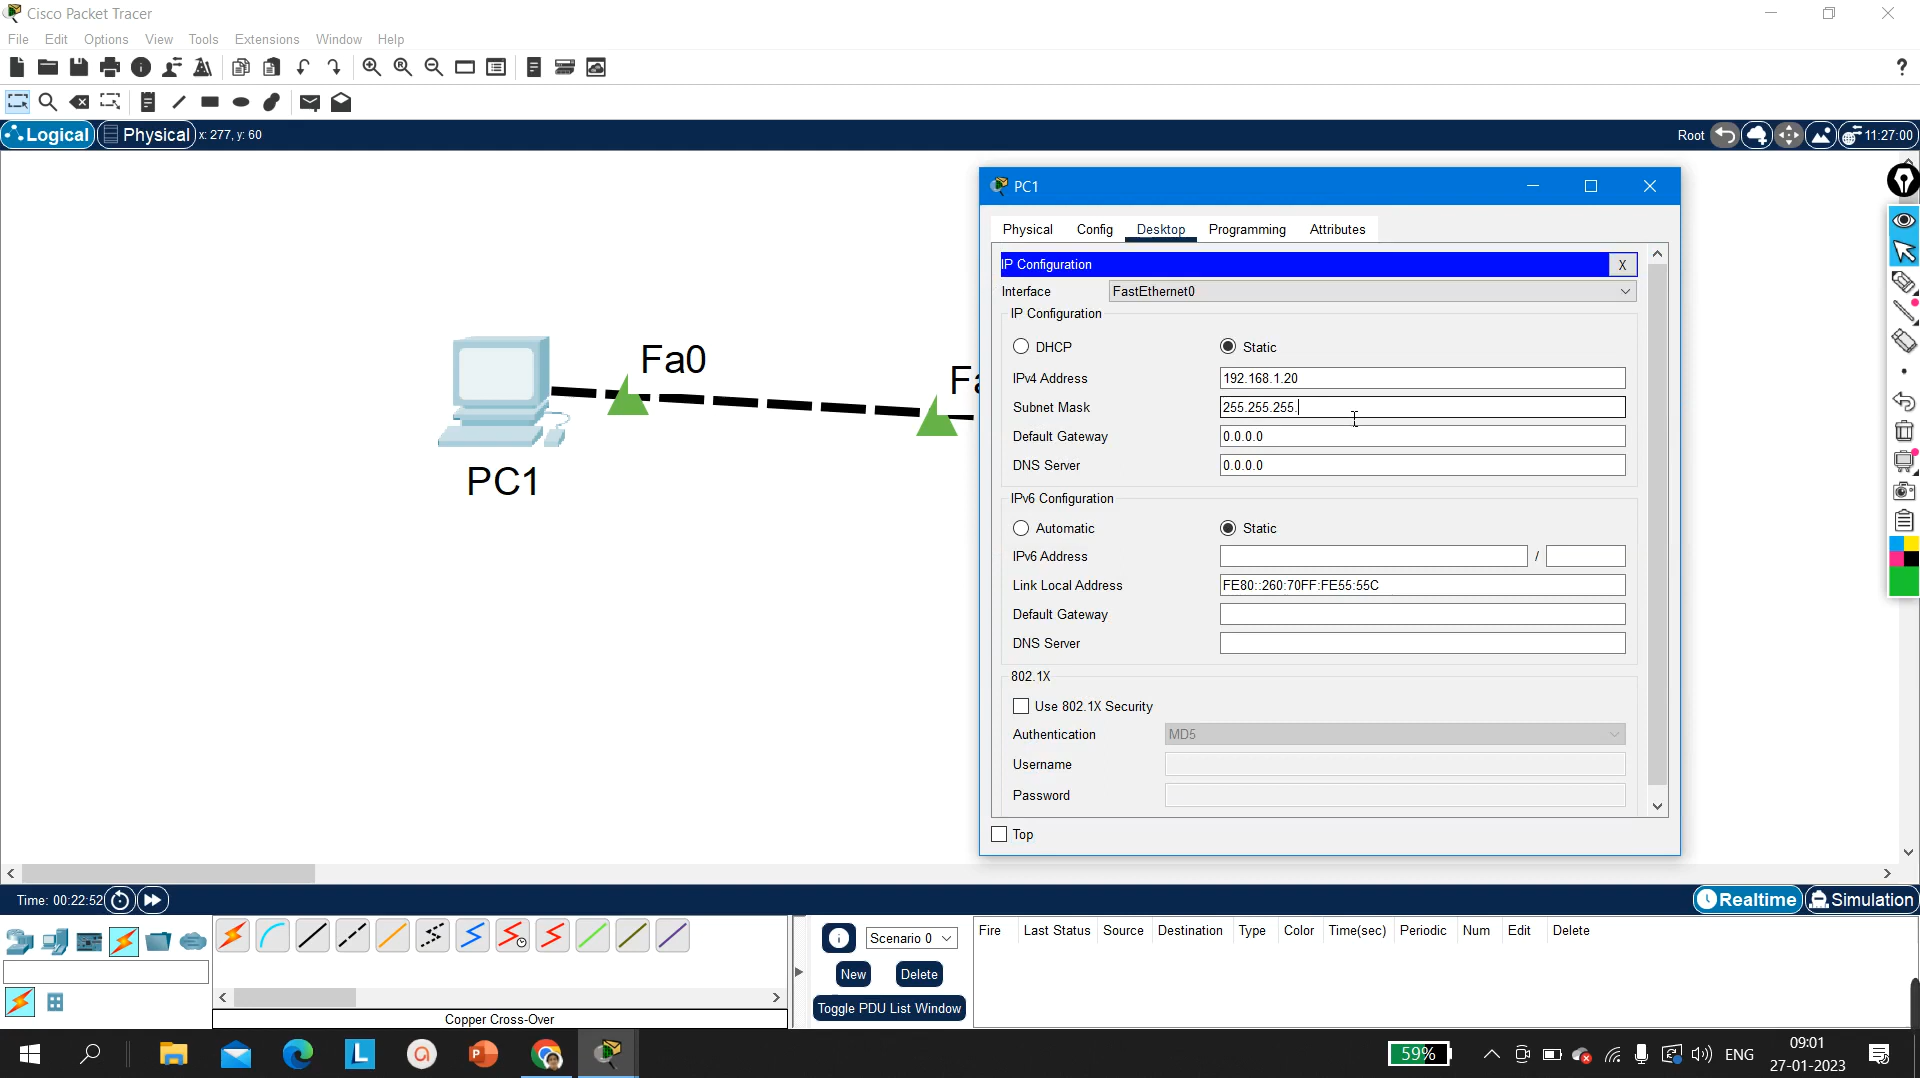 Cisco Packet Tracer
File Edit Options View Tools Extensions Window Help
?
Logical Physical x: 277, y: 60 Root 11:27:00
PC1
Physical Config Desktop Programming Attributes
IP Configuration X
Interface FastEthernet0
IP Configuration
DHCP Static
IPv4 Address 192.168.1.20
Subnet Mask 255.255.255.
Default Gateway 0.0.0.0
DNS Server 0.0.0.0
IPv6 Configuration
Automatic Static
IPv6 Address /
Link Local Address FE80::260:70FF:FE55:55C
Default Gateway
DNS Server
802.1X
Use 802.1X Security
Authentication MD5
Username
Password
Top
Fa0
Fa
PC1
Time: 00:22:52 Realtime Simulation
Scenario 0
New Delete
Toggle PDU List Window
Fire Last Status Source Destination Type Color Time(sec) Periodic Num Edit Delete
Copper Cross-Over
L a P 59% ENG 09:01
27-01-2023